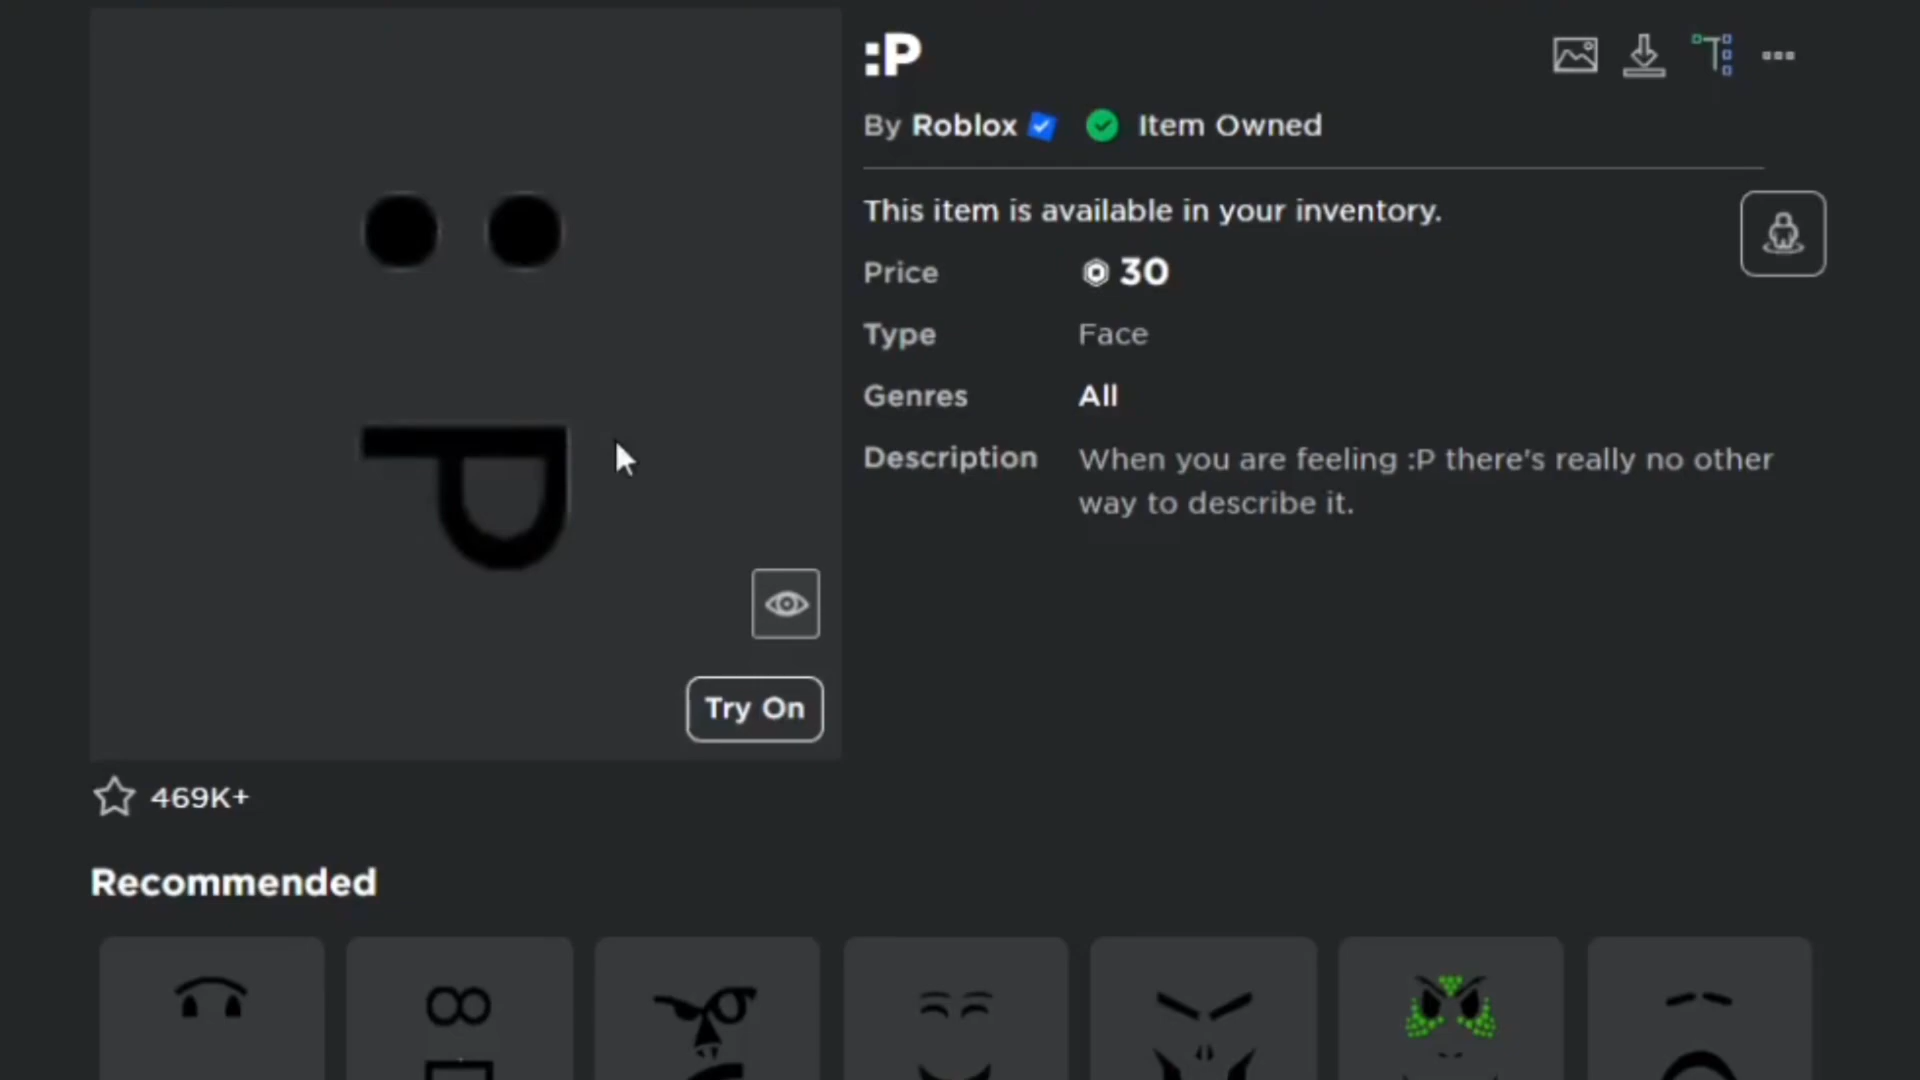 :P
By Roblox Item Owned
This item is available in your inventory.
Price 30
Type Face
Genres All
Description When you are feeling :P there's really no other
way to describe it.
Try On
469K+
Recommended